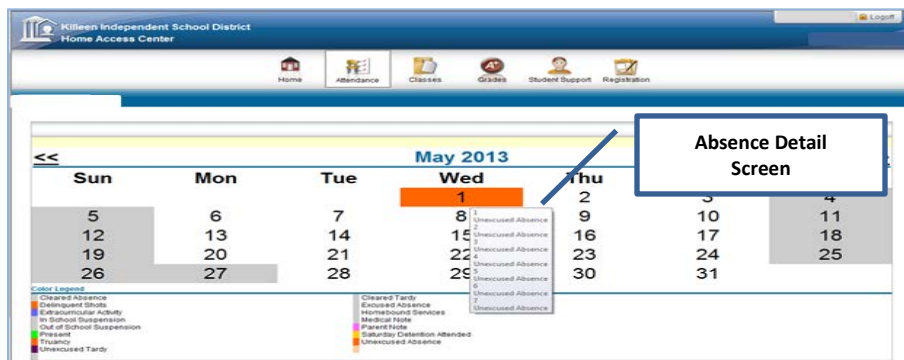 Killeen Independent School District
Home Access Center
Logoff
Home Attendance Classes Grades Student Support Registration
Absence Detail
Screen
<<
May 2013
Sun Mon Tue Wed Thu
1 2 3 4
5 6 7 8 9 10 11
12 13 14 15 16 17 18
19 20 21 22 23 24 25
26 27 28 29 30 31
1
Unexcused Absence
2
Unexcused Absence
3
Unexcused Absence
4
Unexcused Absence
5
Unexcused Absence
6
Unexcused Absence
7
Unexcused Absence
Color Legend
Cleared Absence
Delinquent Shots
Extracurricular Activity
In School Suspension
Out of School Suspension
Present
Truancy
Unexcused Tardy
Cleared Tardy
Excused Absence
Homebound Services
Medical Note
Parent Note
Saturday Detention Attended
Unexcused Absence